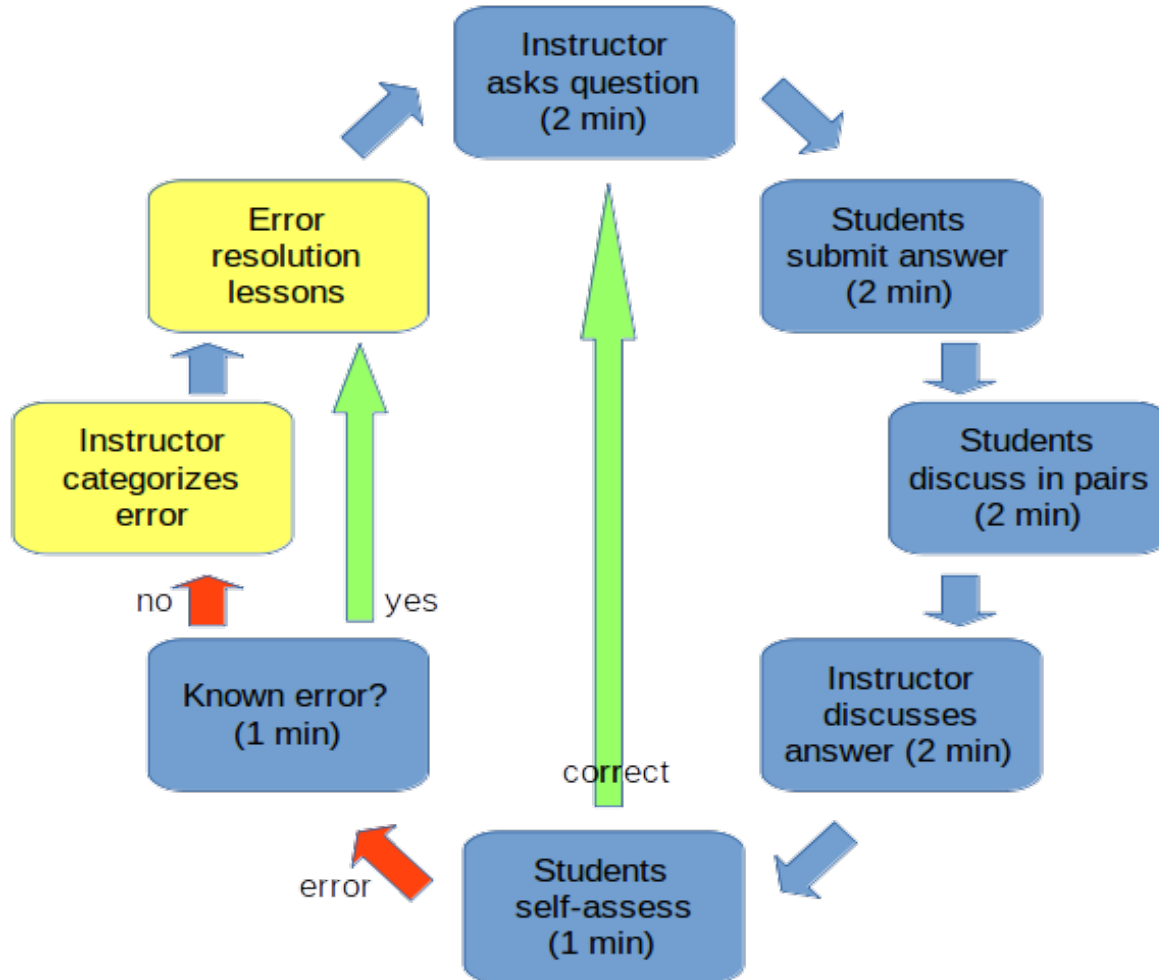 Instructor
asks question
(2 min)
Students
submit answer
(2 min)
Students
discuss in pairs
(2 min)
Instructor
discusses
answer (2 min)
correct
Students
self-assess
(1 min)
error
Known error?
(1 min)
no
yes
Instructor
categorizes
error
Error
resolution
lessons